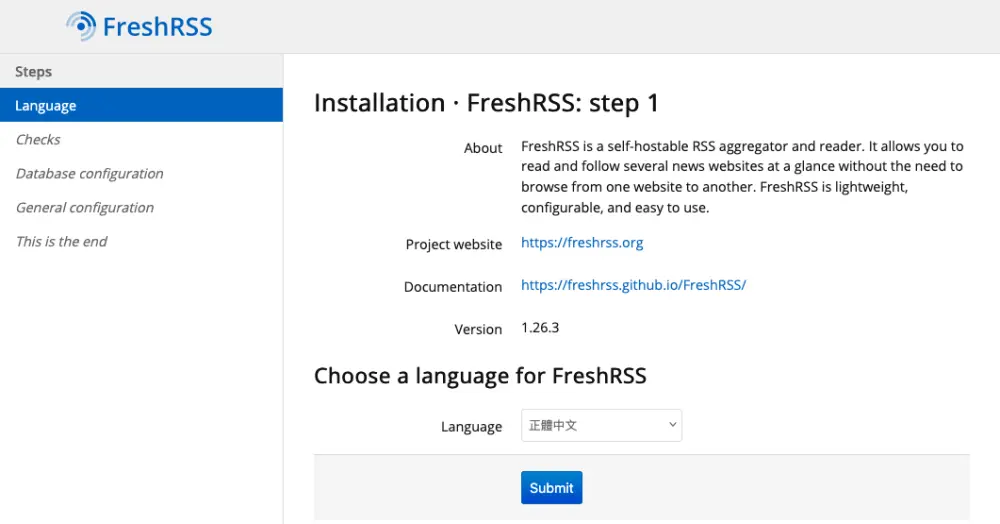 FreshRSS
Steps
Language
Checks
Database configuration
General configuration
This is the end
Installation · FreshRSS: step 1
About
FreshRSS is a self-hostable RSS aggregator and reader. It allows you to
read and follow several news websites at a glance without the need to
browse from one website to another. FreshRSS is lightweight,
configurable, and easy to use.
Project website
https://freshrss.org
Documentation
https://freshrss.github.io/FreshRSS/
Version
1.26.3
Choose a language for FreshRSS
Language
正體中文
Submit